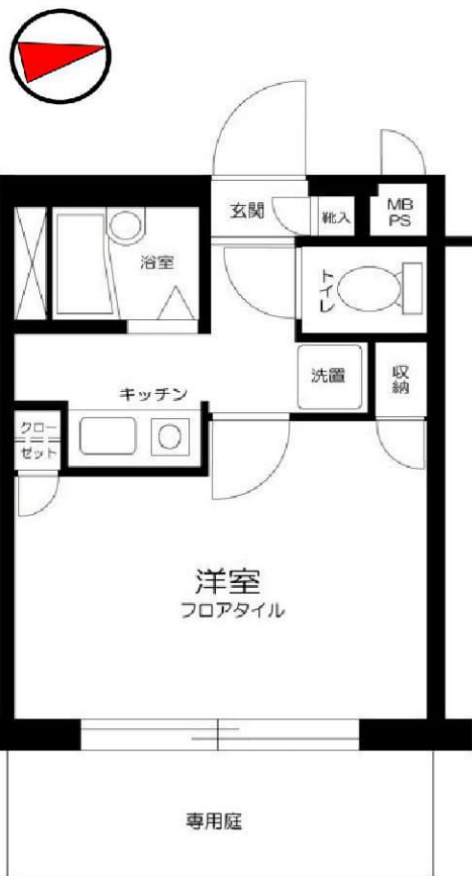 玄関
靴入
MB
PS
浴室
トイレ
キッチン
洗置
収納
クロー
ゼット
洋室
フロアタイル
専用庭